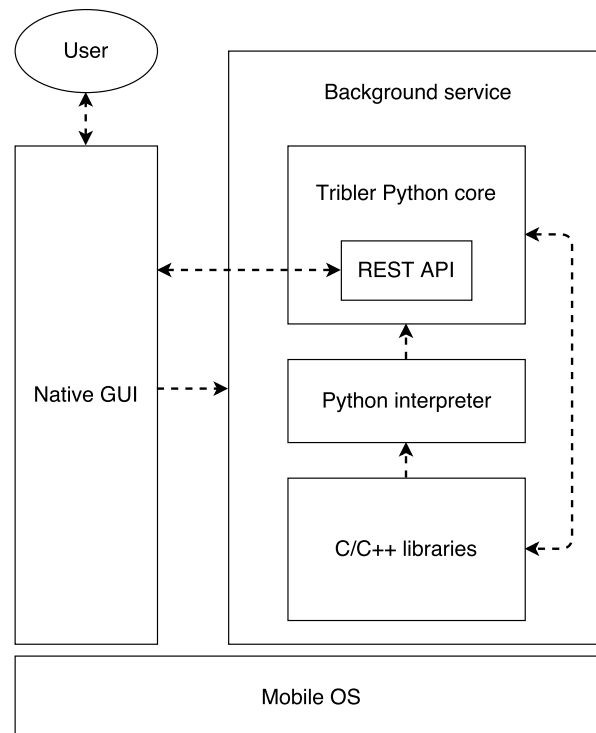 User
Background service
Tribler Python core
REST API
Native GUI
Python interpreter
C/C++ libraries
Mobile OS